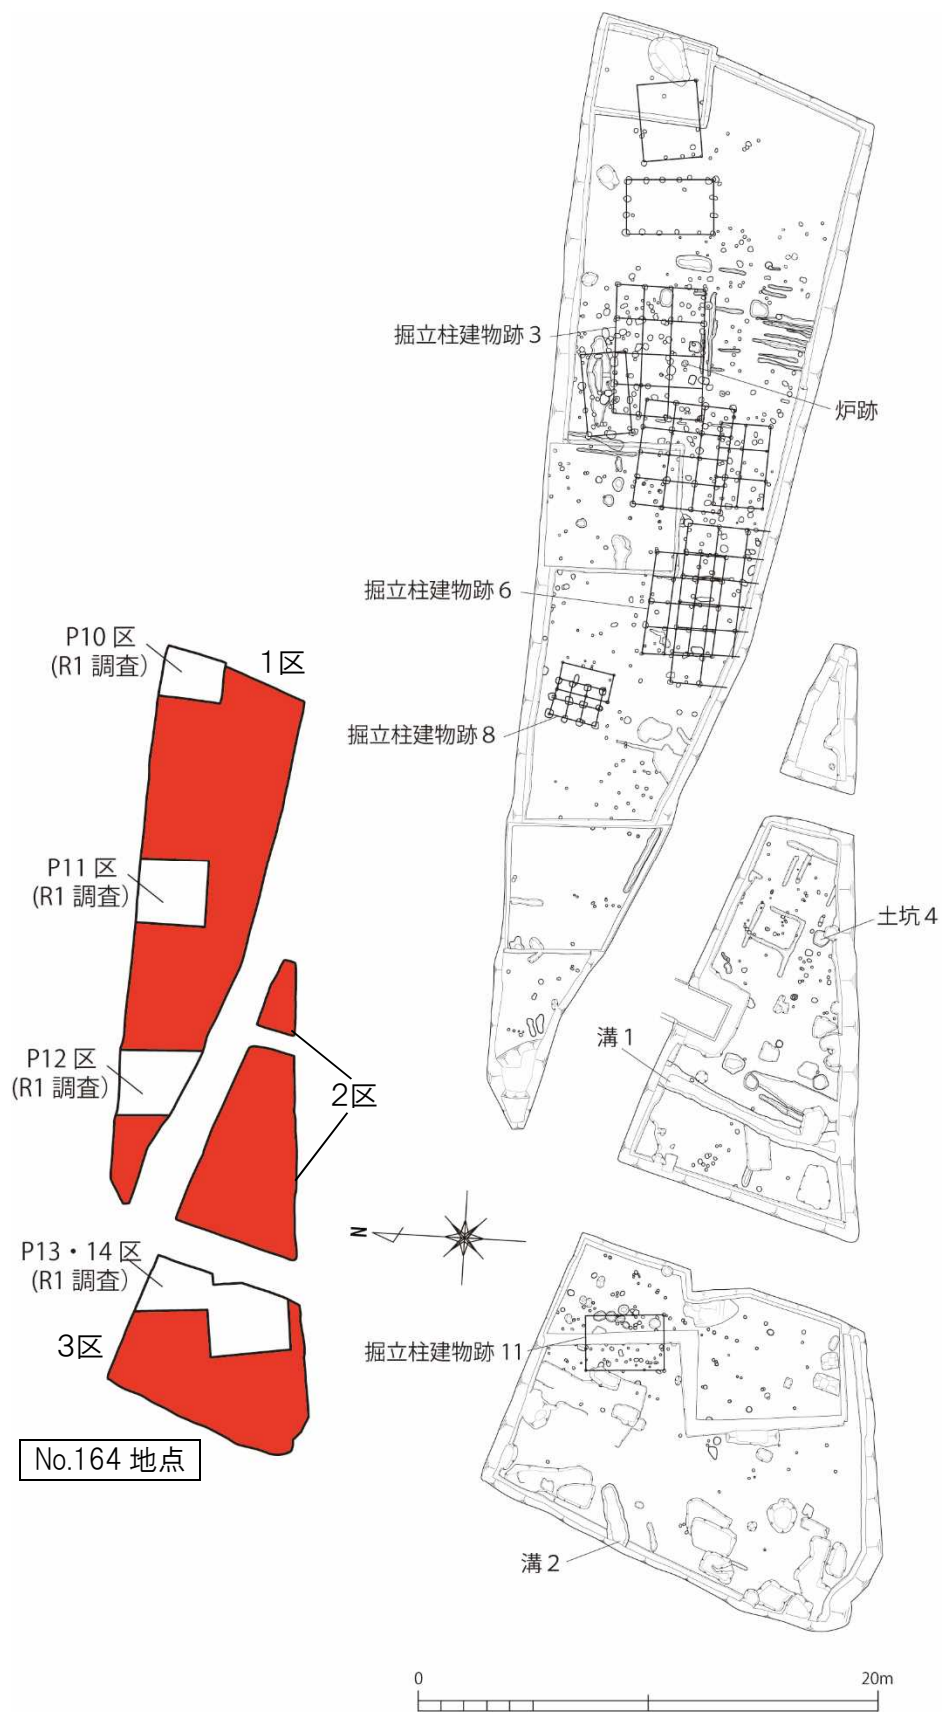 掘立柱建物跡３
炉跡
掘立柱建物跡６
P10 区
(R1 調査)
１区
掘立柱建物跡８
P11 区
(R1 調査)
土坑４
溝１
P12 区
(R1 調査)
２区
N
P13・14 区
(R1 調査)
３区
掘立柱建物跡 11
No.164 地点
溝２
0
20m